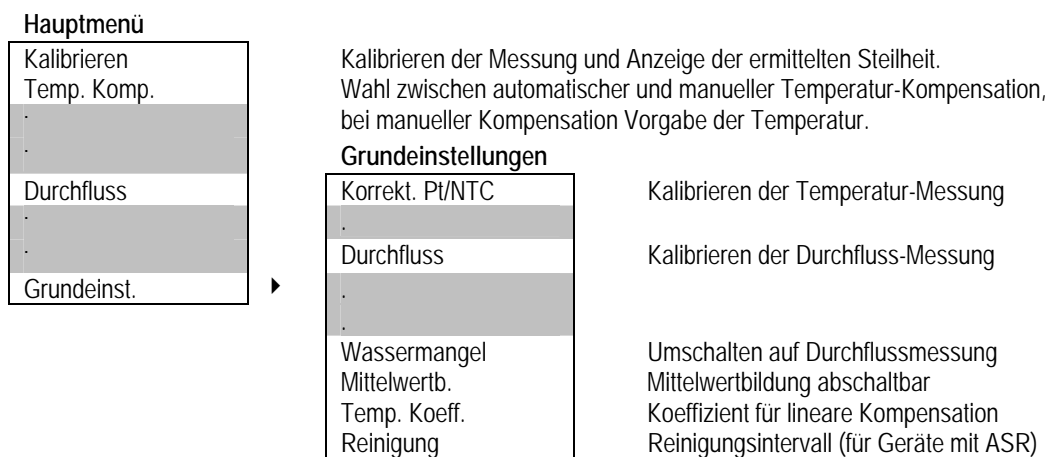 Hauptmenü
Kalibrieren Kalibrieren der Messung und Anzeige der ermittelten Steilheit.
Temp. Komp. Wahl zwischen automatischer und manueller Temperatur-Kompensation,
. bei manueller Kompensation Vorgabe der Temperatur.
. Grundeinstellungen
Durchfluss Korrekt. Pt/NTC Kalibrieren der Temperatur-Messung
. .
. Durchfluss Kalibrieren der Durchfluss-Messung
Grundeinst. .
.
Wassermangel Umschalten auf Durchflussmessung
Mittelwertb. Mittelwertbildung abschaltbar
Temp. Koeff. Koeffizient für lineare Kompensation
Reinigung Reinigungsintervall (für Geräte mit ASR)